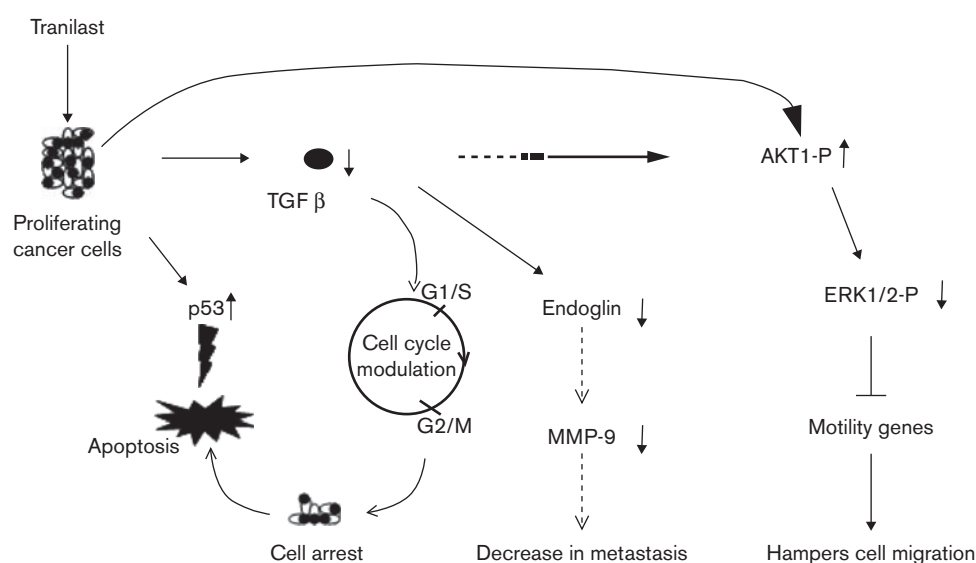 Tranilast
Proliferating
cancer cells
TGF β
AKT1-P
p53
G1/S
Cell cycle
modulation
G2/M
Endoglin
ERK1/2-P
Apoptosis
MMP-9
Motility genes
Cell arrest
Decrease in metastasis
Hampers cell migration